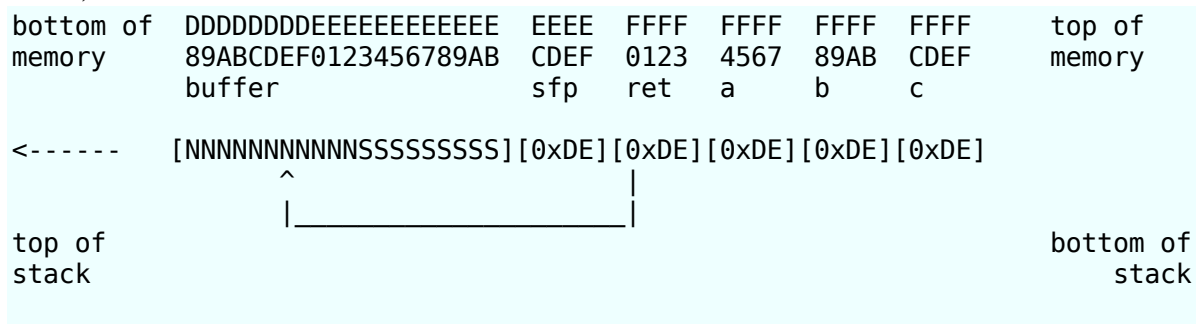 bottom of  DDDDDDDDEEEEEEEEEEEE  EEEE  FFFF  FFFF  FFFF  FFFF     top of
memory     89ABCDEF0123456789AB  CDEF  0123  4567  89AB  CDEF     memory
           buffer                sfp   ret   a     b     c
<------   [NNNNNNNNNNNSSSSSSSSS][0xDE][0xDE][0xDE][0xDE][0xDE]
                 ^                     |
                 |_____________________|
top of                                                            bottom of
stack                                                                 stack